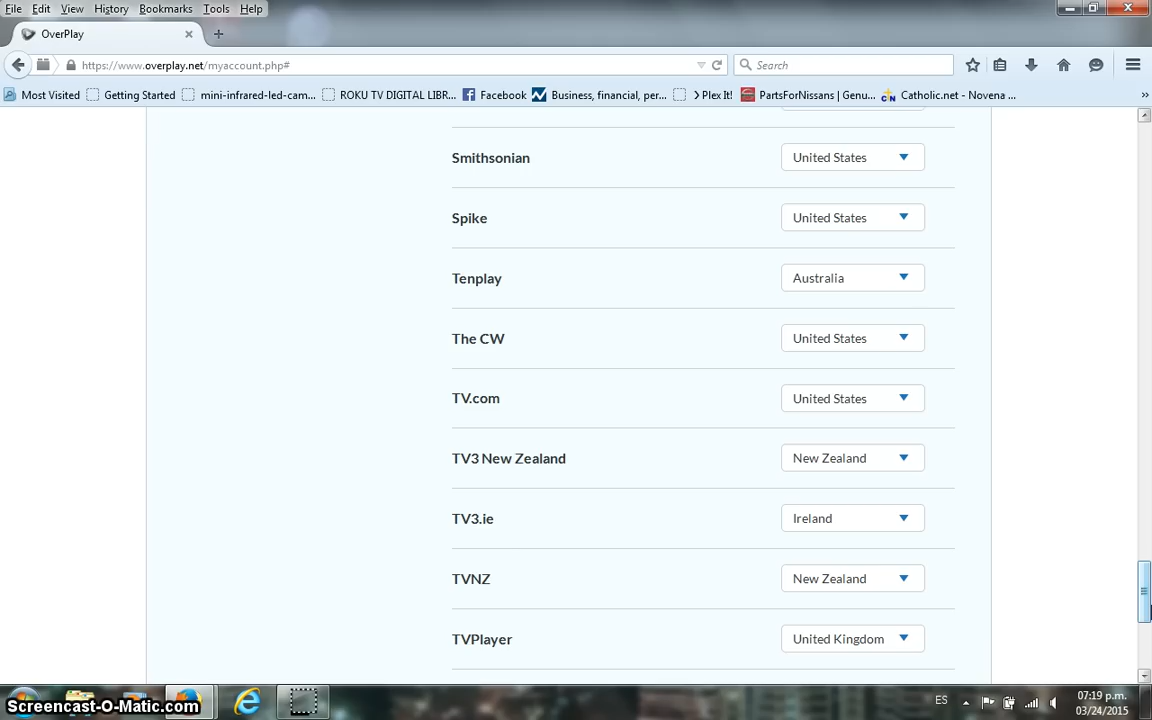 File Edit View History Bookmarks Tools Help
OverPlay
https://www.overplay.net/myaccount.php#
Search
Most Visited Getting Started mini-infrared-led-cam... ROKU TV DIGITAL LIBR... Facebook Business, financial, per... Plex It! PartsForNissans | Genu... Catholic.net - Novena ...
Smithsonian United States
Spike United States
Tenplay Australia
The CW United States
TV.com United States
TV3 New Zealand New Zealand
TV3.ie Ireland
TVNZ New Zealand
TVPlayer United Kingdom
Screencast-O-Matic.com
ES
07:19 p.m.
03/24/2015